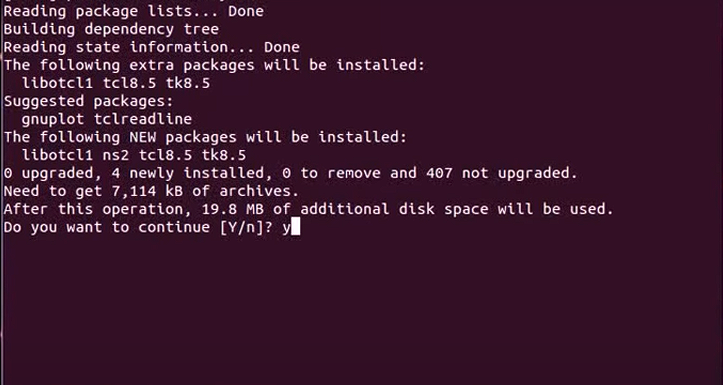 Reading package lists... Done
Building dependency tree
Reading state information... Done
The following extra packages will be installed:
  libotcl1 tcl8.5 tk8.5
Suggested packages:
  gnuplot tclreadline
The following NEW packages will be installed:
  libotcl1 ns2 tcl8.5 tk8.5
0 upgraded, 4 newly installed, 0 to remove and 407 not upgraded.
Need to get 7,114 kB of archives.
After this operation, 19.8 MB of additional disk space will be used.
Do you want to continue [Y/n]? y